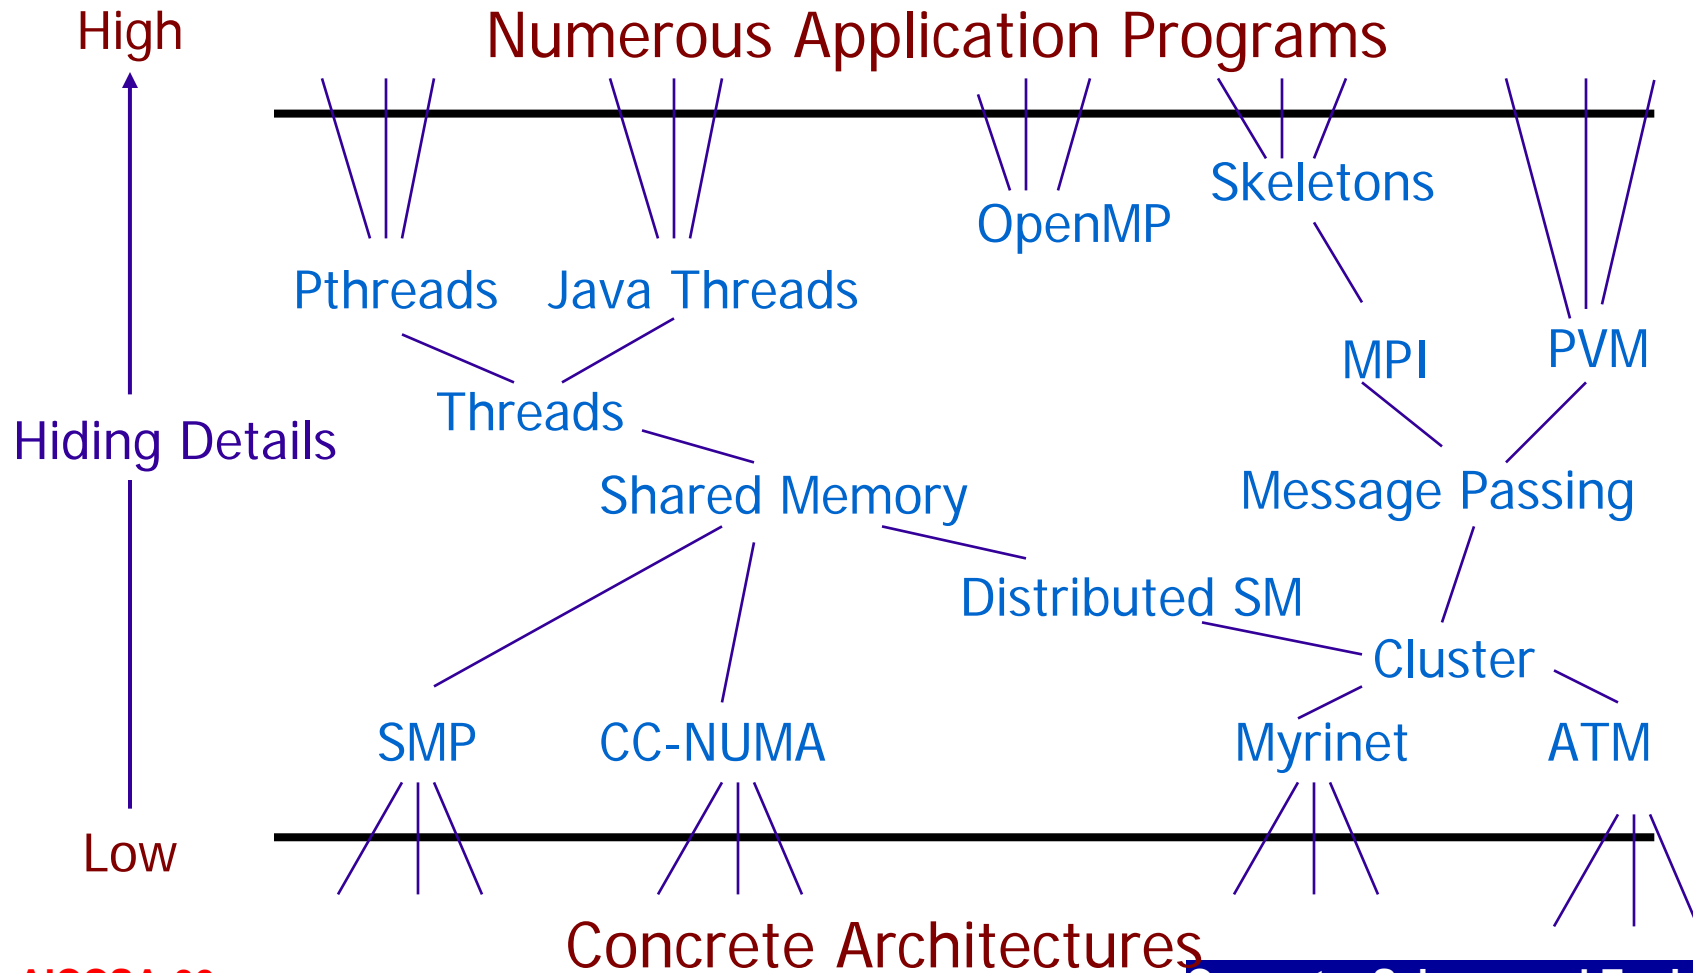 High
Numerous Application Programs
Skeletons
OpenMP
Pthreads
Java Threads
MPI
PVM
Threads
Hiding Details
Shared Memory
Message Passing
Distributed SM
Cluster
SMP
CC-NUMA
Myrinet
ATM
Low
Concrete Architectures